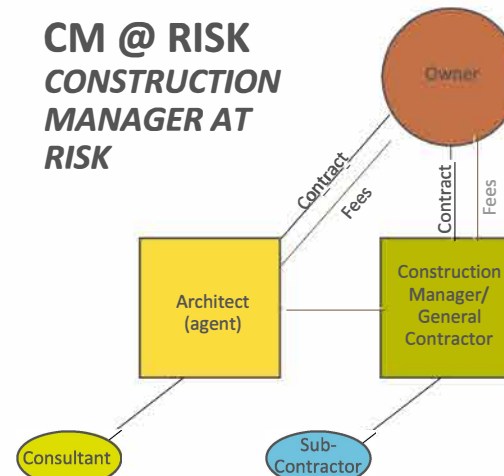 CM @ RISK
CONSTRUCTION
MANAGER AT
RISK
Owner
Contract
Fees
Contract
Fees
Architect
(agent)
Construction
Manager/
General
Contractor
Consultant
Sub-
Contractor